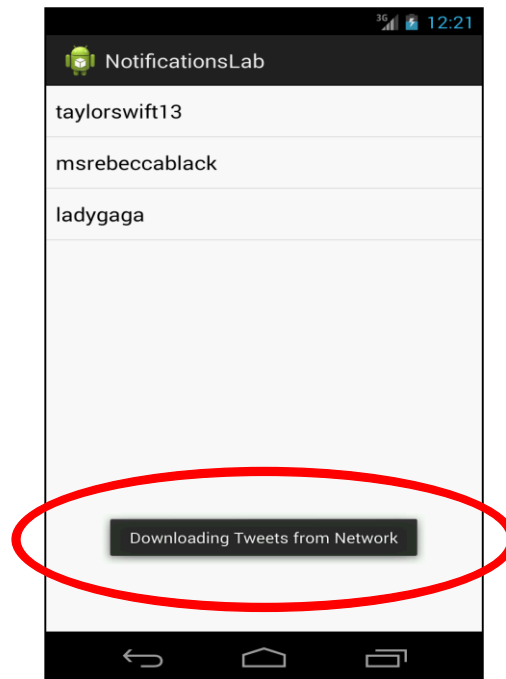 3G 12:21
NotificationsLab
taylorswift13
msrebeccablack
ladygaga
Downloading Tweets from Network